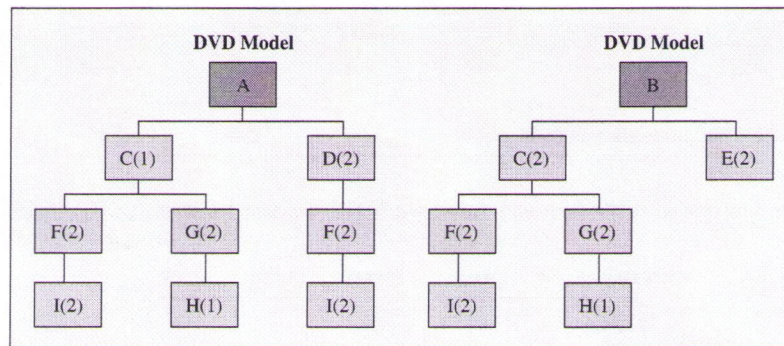 DVD Model DVD Model
A B
C(1) D(2) C(2) E(2)
F(2) G(2) F(2) F(2) G(2)
I(2) H(1) I(2) I(2) H(1)